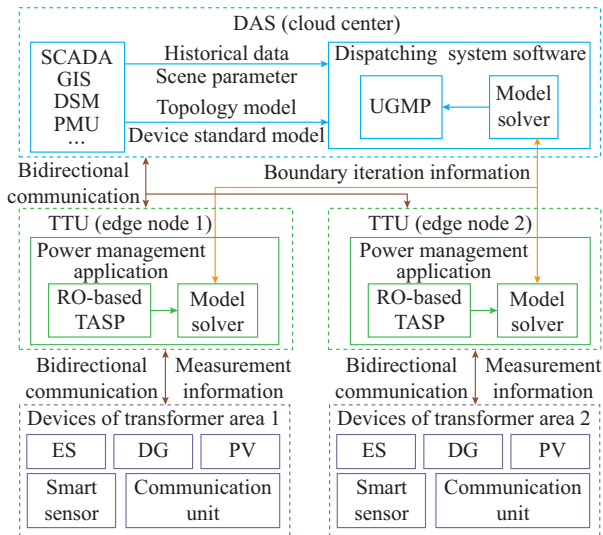 DAS (cloud center)
SCADA
GIS
DSM
PMU
...
Historical data
Scene parameter
Topology model
Device standard model
Dispatching system software
UGMP
Model
solver
Bidirectional
communication
Boundary iteration information
TTU (edge node 1)
Power management
application
RO-based
TASP
Model
solver
TTU (edge node 2)
Power management
application
RO-based
TASP
Model
solver
Bidirectional
communication
Measurement
information
Bidirectional
communication
Measurement
information
Devices of transformer area 1
ES
DG
PV
Smart
sensor
Communication
unit
Devices of transformer area 2
ES
DG
PV
Smart
sensor
Communication
unit